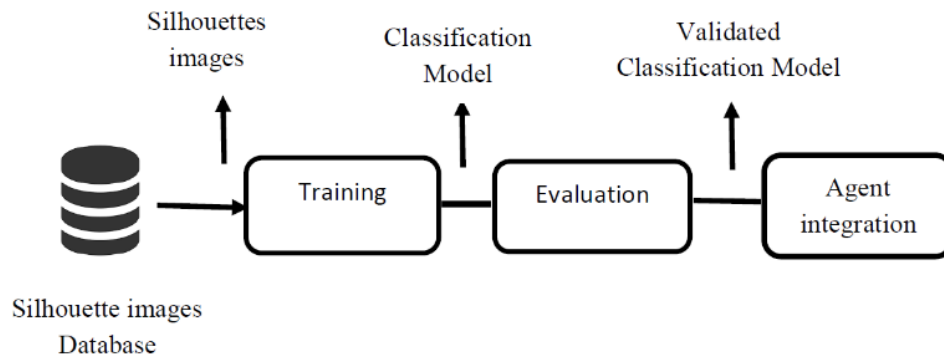 Silhouettes
images
Classification
Model
Validated
Classification Model
Training
Evaluation
Agent
integration
Silhouette images
Database